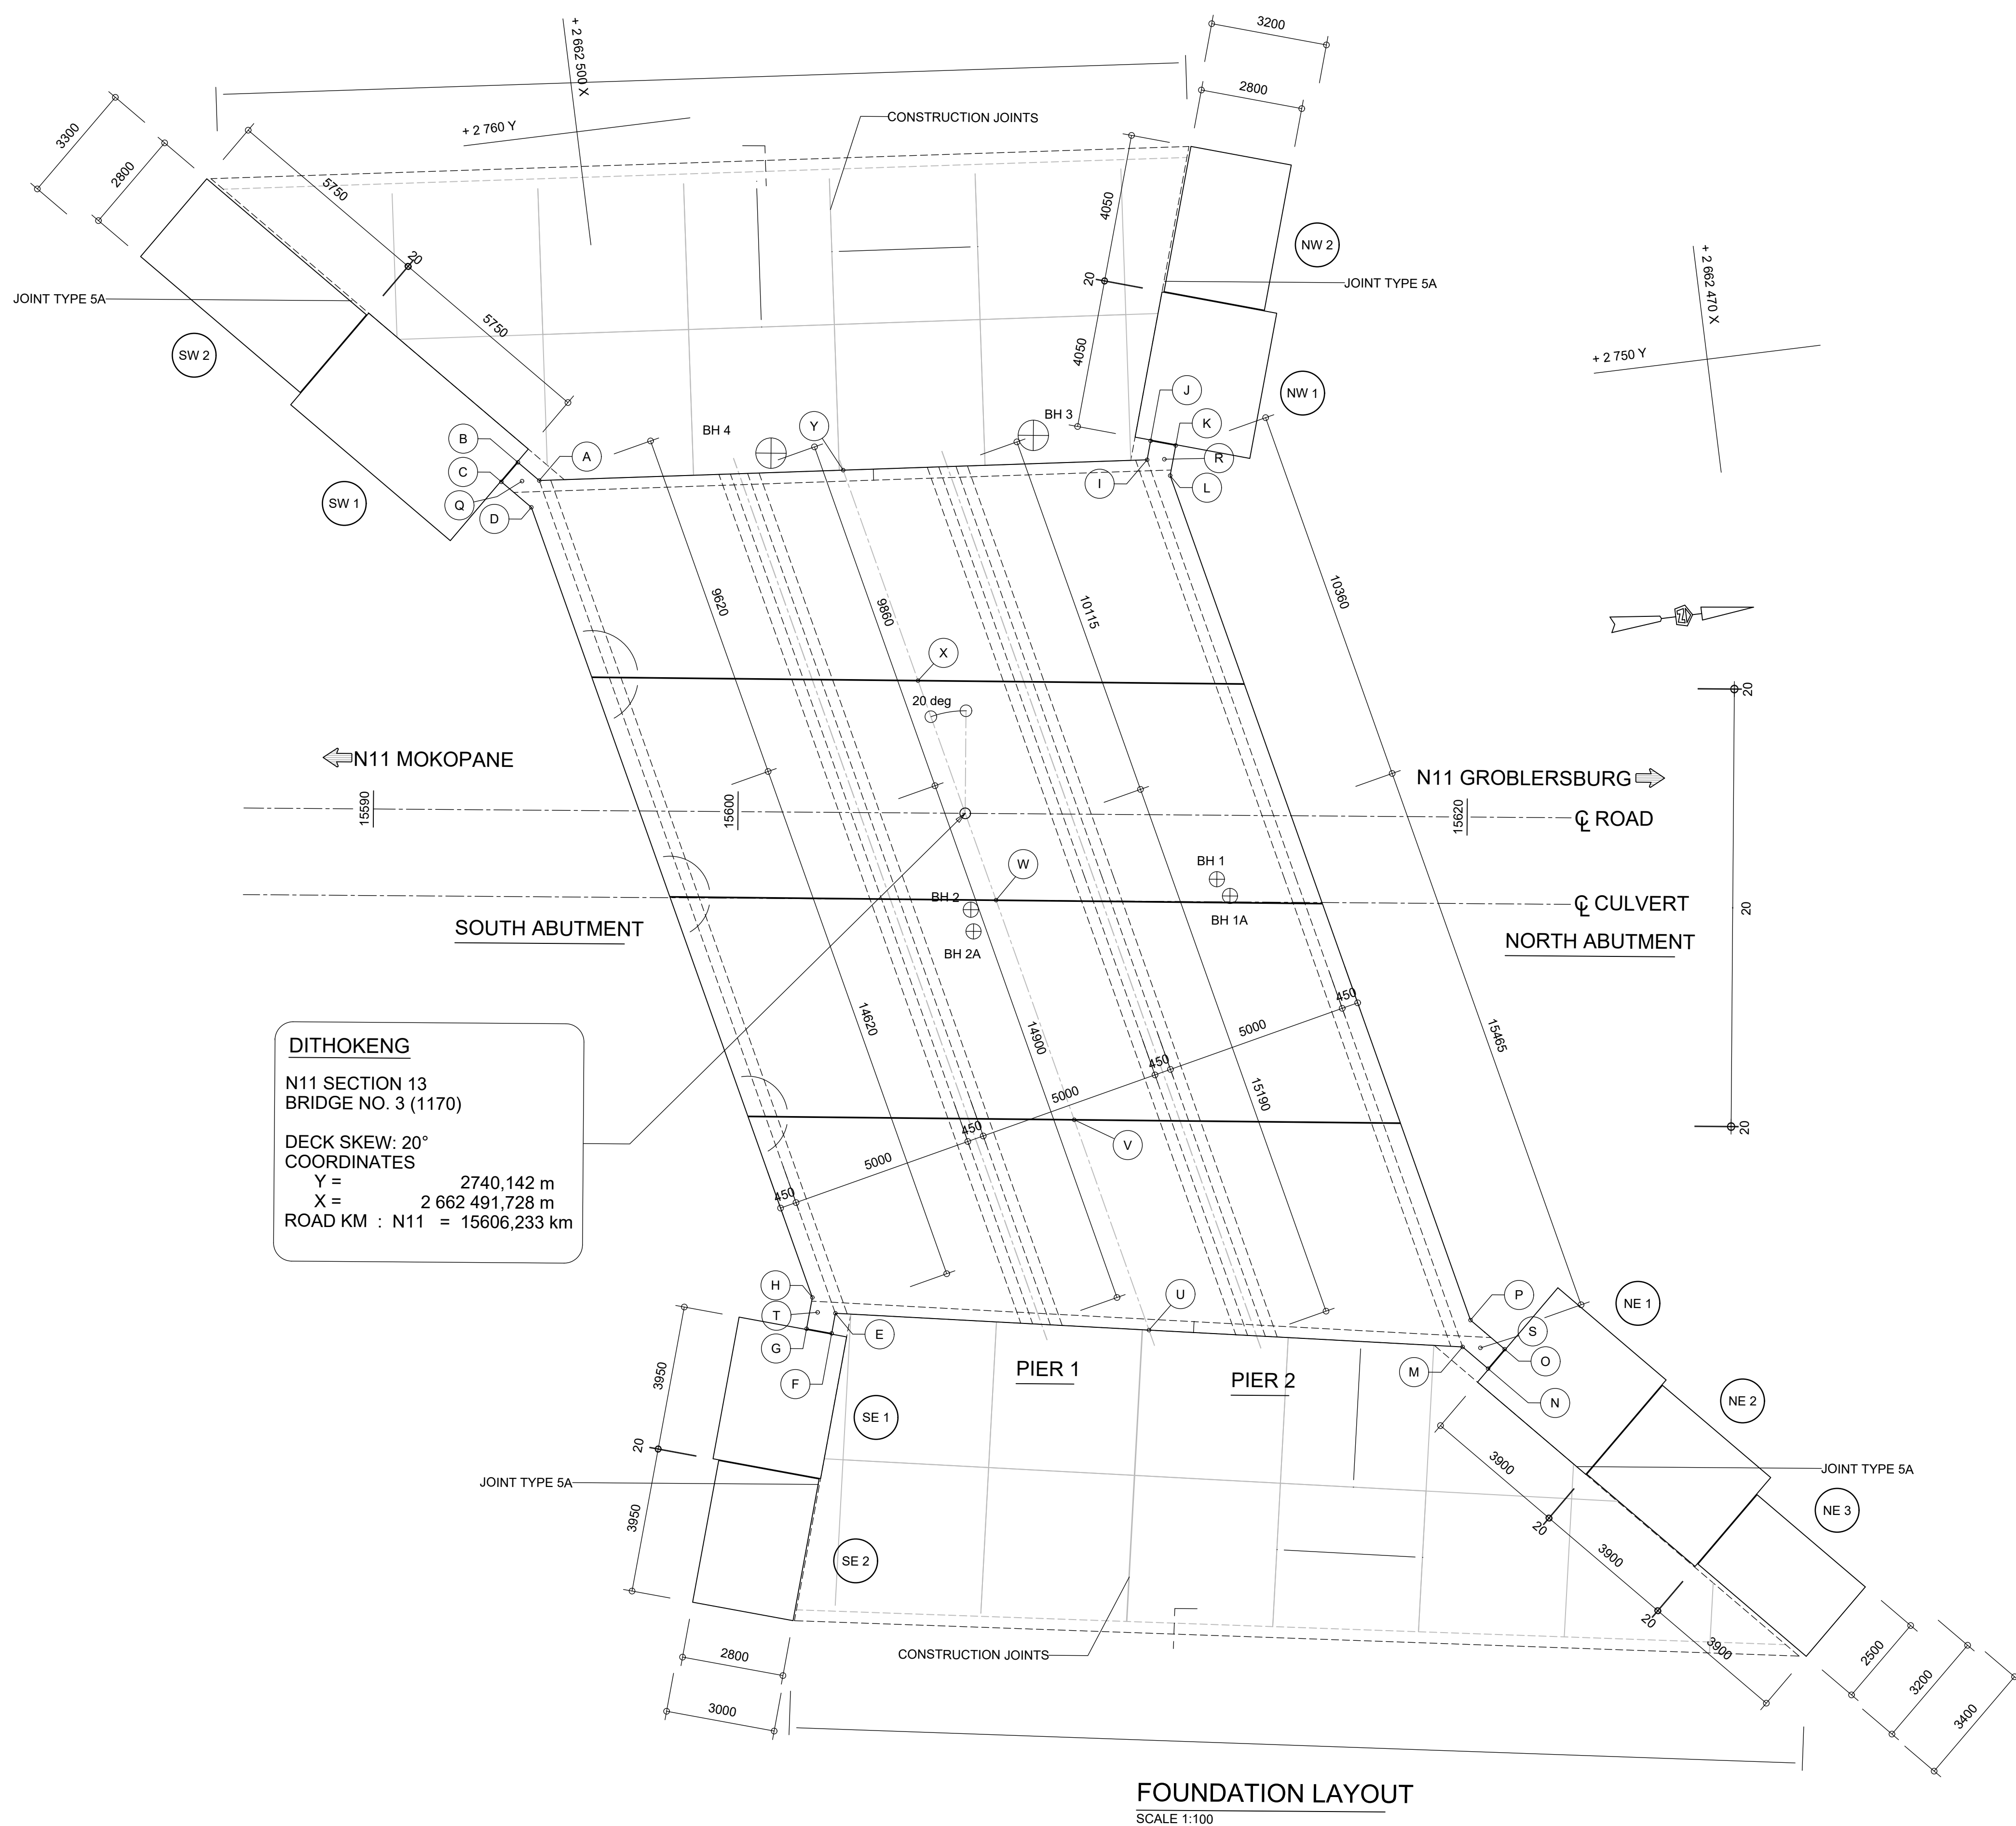 3200
+ 2 662 500 X
2800
CONSTRUCTION JOINTS
+ 2 760 Y
3300
2800
5750
4050
20
NW 2
+ 2 662 470 X
20
JOINT TYPE 5A
JOINT TYPE 5A
5750
4050
SW 2
+ 2 750 Y
NW 1
J
BH 3
K
BH 4
Y
B
A
R
C
I
L
Q
SW 1
D
9620
9860
10115
10360
X
20 deg
20
N11 MOKOPANE
N11 GROBLERSBURG
15590
15600
15620
CL ROAD
BH 1
W
BH 2
CL CULVERT
20
BH 1A
SOUTH ABUTMENT
NORTH ABUTMENT
BH 2A
450
14620
14900
5000
15465
450
15190
5000
450
V
20
5000
450
DITHOKENG
N11 SECTION 13
BRIDGE NO. 3 (1170)
DECK SKEW: 20°
COORDINATES
Y = 2740,142 m
X = 2 662 491,728 m
ROAD KM : N11 = 15606,233 km
H
U
P
NE 1
T
E
S
G
O
F
PIER 1
PIER 2
M
N
3950
SE 1
NE 2
20
3900
JOINT TYPE 5A
JOINT TYPE 5A
3950
20
NE 3
SE 2
3900
20
2800
CONSTRUCTION JOINTS
3900
2500
3200
3000
3400
FOUNDATION LAYOUT
SCALE 1:100